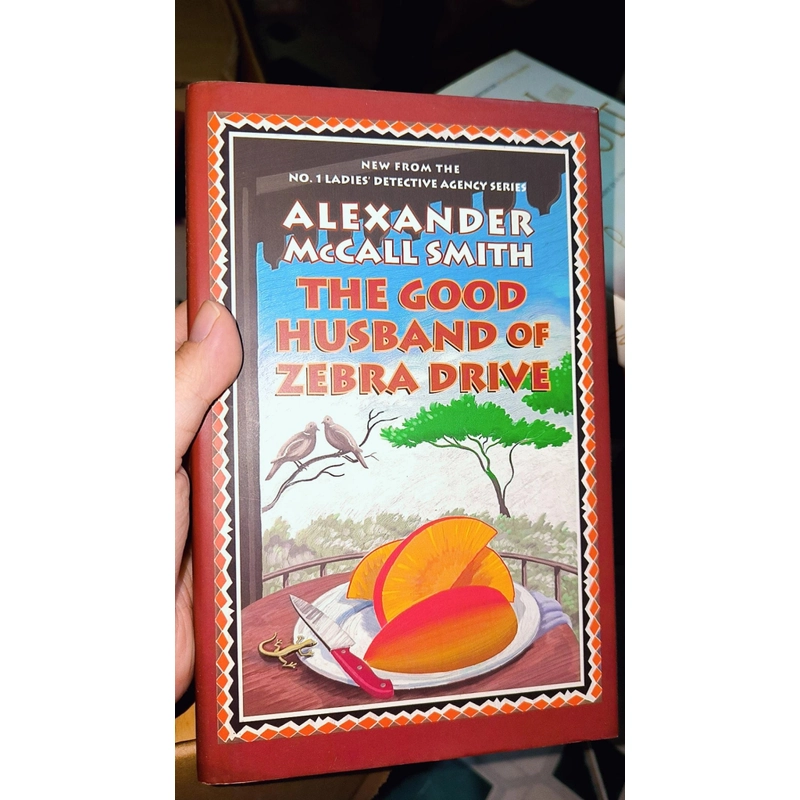 NEW FROM THE
NO. 1 LADIES' DETECTIVE AGENCY SERIES
ALEXANDER
McCALL SMITH
THE GOOD
HUSBAND OF
ZEBRA DRIVE